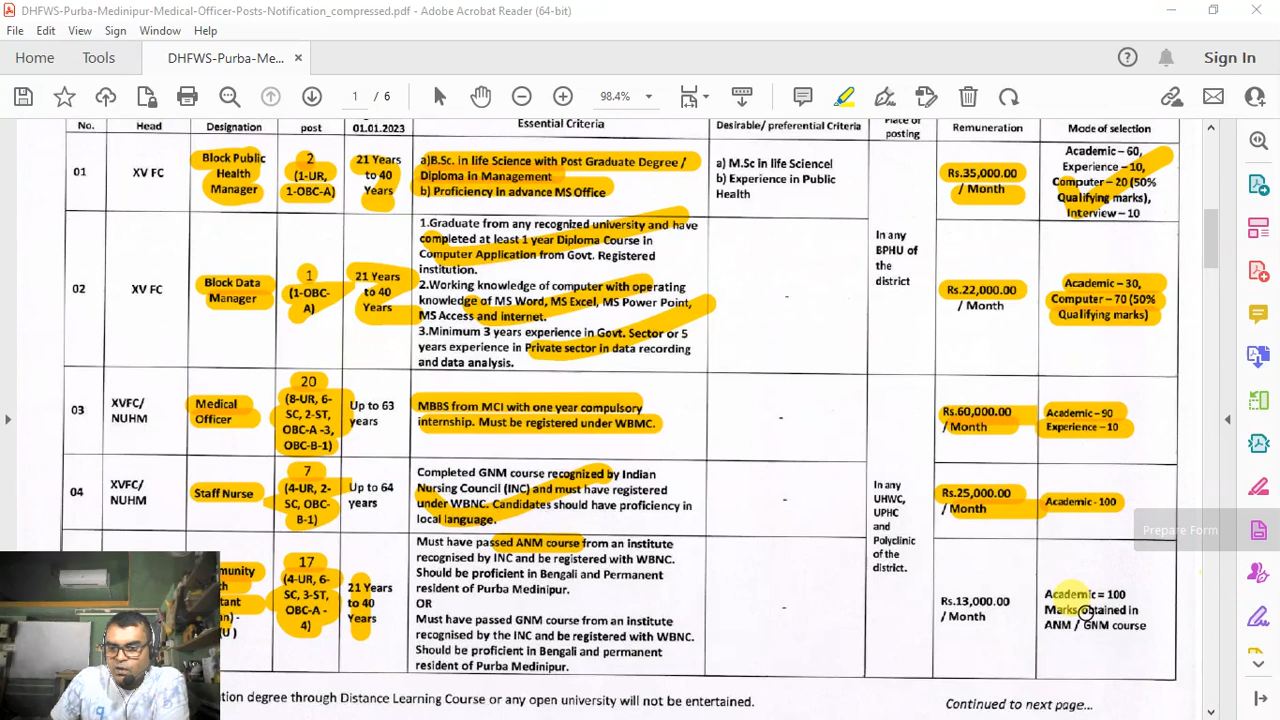 DHFWS-Purba-Medinipur-Medical-Officer-Posts-Notification_compressed.pdf - Adobe Acrobat Reader (64-bit)
File Edit View Sign Window Help
Home Tools DHFWS-Purba-Me... × Sign In
1 / 6 98.4%
No. Head Designation post 01.01.2023 Essential Criteria Desirable/ preferential Criteria Place of posting Remuneration Mode of selection
01 XV FC
Block Public
Health
Manager
2
(1-UR,
1-OBC-A)
21 Years
to 40
Years
a)B.Sc. in life Science with Post Graduate Degree /
Diploma in Management
b) Proficiency in advance MS Office
a) M.Sc in life Sciencel
b) Experience in Public
Health
In any
BPHU of
the
district
Rs.35,000.00
/ Month
Academic – 60,
Experience – 10,
Computer – 20 (50%
Qualifying marks),
Interview – 10
02 XV FC
Block Data
Manager
1
(1-OBC-
A)
21 Years
to 40
Years
1.Graduate from any recognized university and have
completed at least 1 year Diploma Course in
Computer Application from Govt. Registered
institution.
2.Working knowledge of computer with operating
knowledge of MS Word, MS Excel, MS Power Point,
MS Access and internet.
3.Minimum 3 years experience in Govt. Sector or 5
years experience in Private sector in data recording
and data analysis.
-
Rs.22,000.00
/ Month
Academic – 30,
Computer – 70 (50%
Qualifying marks)
03
XVFC/
NUHM
Medical
Officer
20
(8-UR, 6-
SC, 2-ST,
OBC-A -3,
OBC-B-1)
Up to 63
years
MBBS from MCI with one year compulsory
internship. Must be registered under WBMC.
-
In any
UHWC,
UPHC
and
Polyclinic
of the
district.
Rs.60,000.00
/ Month
Academic – 90
Experience – 10
04
XVFC/
NUHM
Staff Nurse
7
(4-UR, 2-
SC, OBC-
B-1)
Up to 64
years
Completed GNM course recognized by Indian
Nursing Council (INC) and must have registered
under WBNC. Candidates should have proficiency in
local language.
-
Rs.25,000.00
/ Month
Academic - 100
Prepare Form
17
(4-UR, 6-
SC, 3-ST,
OBC-A -
4)
21 Years
to 40
Years
Must have passed ANM course from an institute
recognised by INC and be registered with WBNC.
Should be proficient in Bengali and Permanent
resident of Purba Medinipur.
OR
Must have passed GNM course from an institute
recognised by the INC and be registered with WBNC.
Should be proficient in Bengali and permanent
resident of Purba Medinipur.
-
Rs.13,000.00
/ Month
Academic = 100
Marks obtained in
ANM / GNM course
degree through Distance Learning Course or any open university will not be entertained.
Continued to next page...